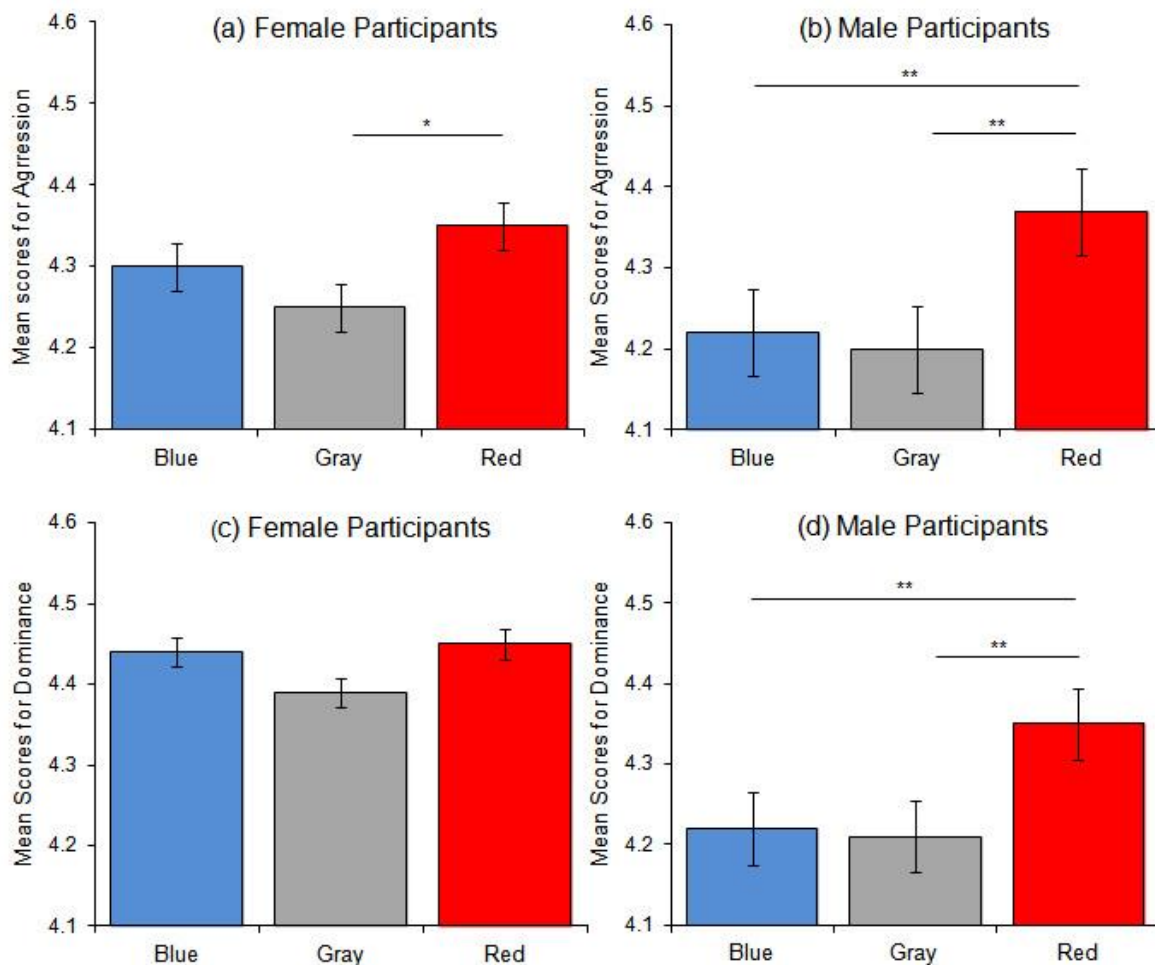 (a) Female Participants
Mean scores for Agrression
4.6
4.5
4.4
4.3
4.2
4.1
*
Blue Gray Red
(b) Male Participants
Mean Scores for Agrression
4.6
4.5
4.4
4.3
4.2
4.1
**
**
Blue Gray Red
(c) Female Participants
Mean Scores for Dominance
4.6
4.5
4.4
4.3
4.2
4.1
Blue Gray Red
(d) Male Participants
Mean Scores for Dominance
4.6
4.5
4.4
4.3
4.2
4.1
**
**
Blue Gray Red